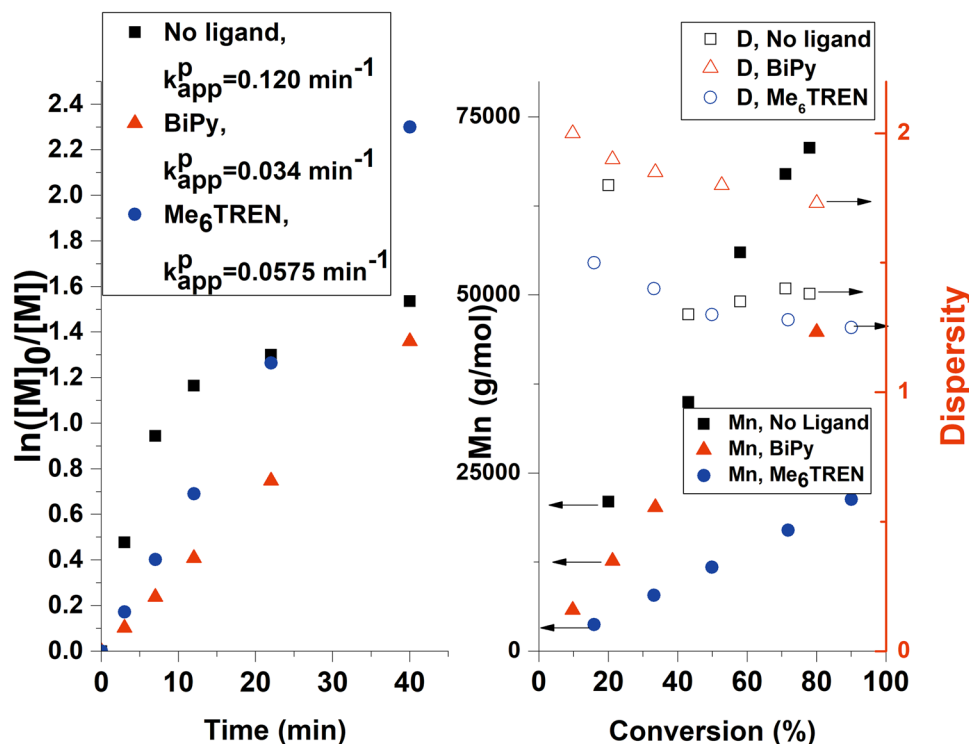 No ligand,
k^p_app=0.120 min^-1
BiPy,
k^p_app=0.034 min^-1
Me6TREN,
k^p_app=0.0575 min^-1
2.4
2.2
2.0
1.8
1.6
1.4
1.2
1.0
0.8
0.6
0.4
0.2
0.0
ln([M]0/[M])
0
10
20
30
40
Time (min)
D, No ligand
D, BiPy
D, Me6TREN
75000
50000
25000
0
Mn (g/mol)
Mn, No Ligand
Mn, BiPy
Mn, Me6TREN
2
1
0
Dispersity
0
20
40
60
80
100
Conversion (%)